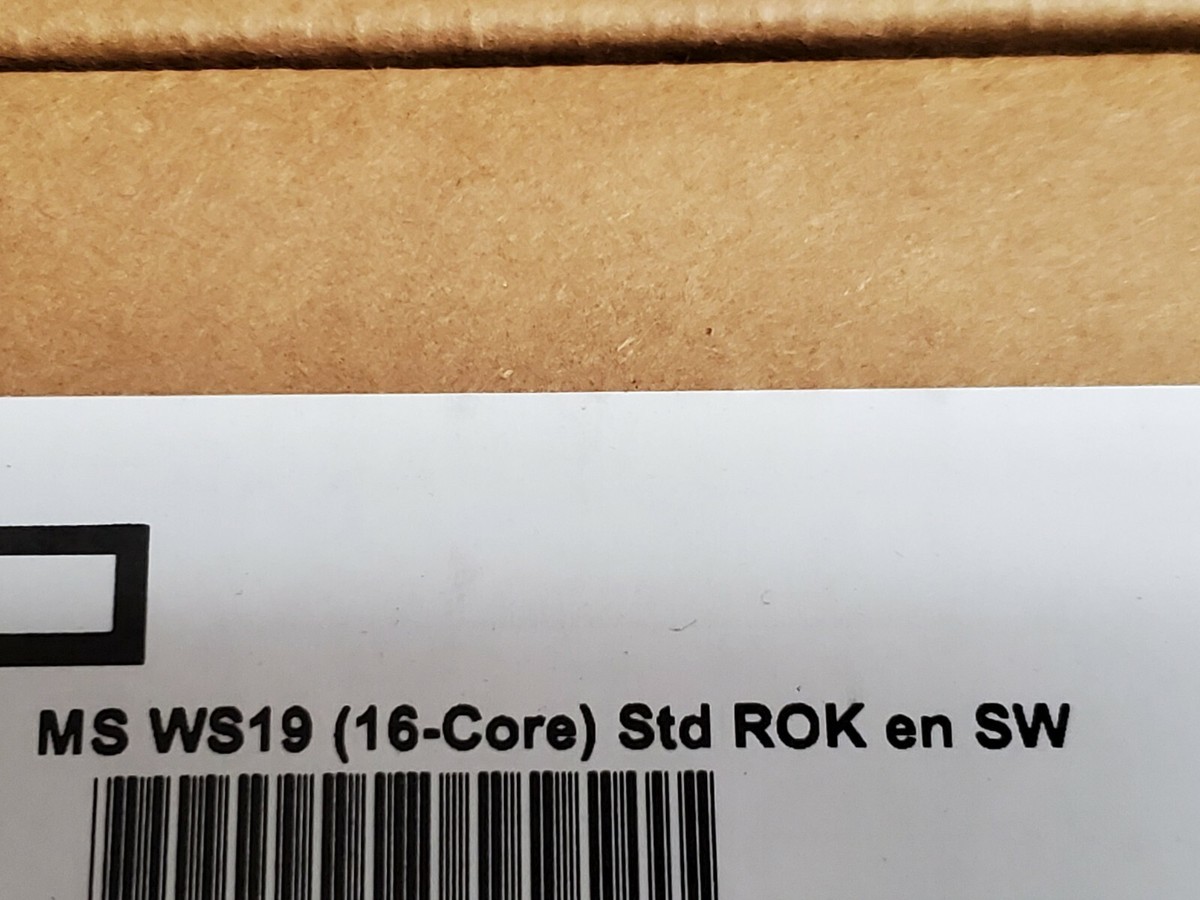 MS WS19 (16-Core) Std ROK en SW